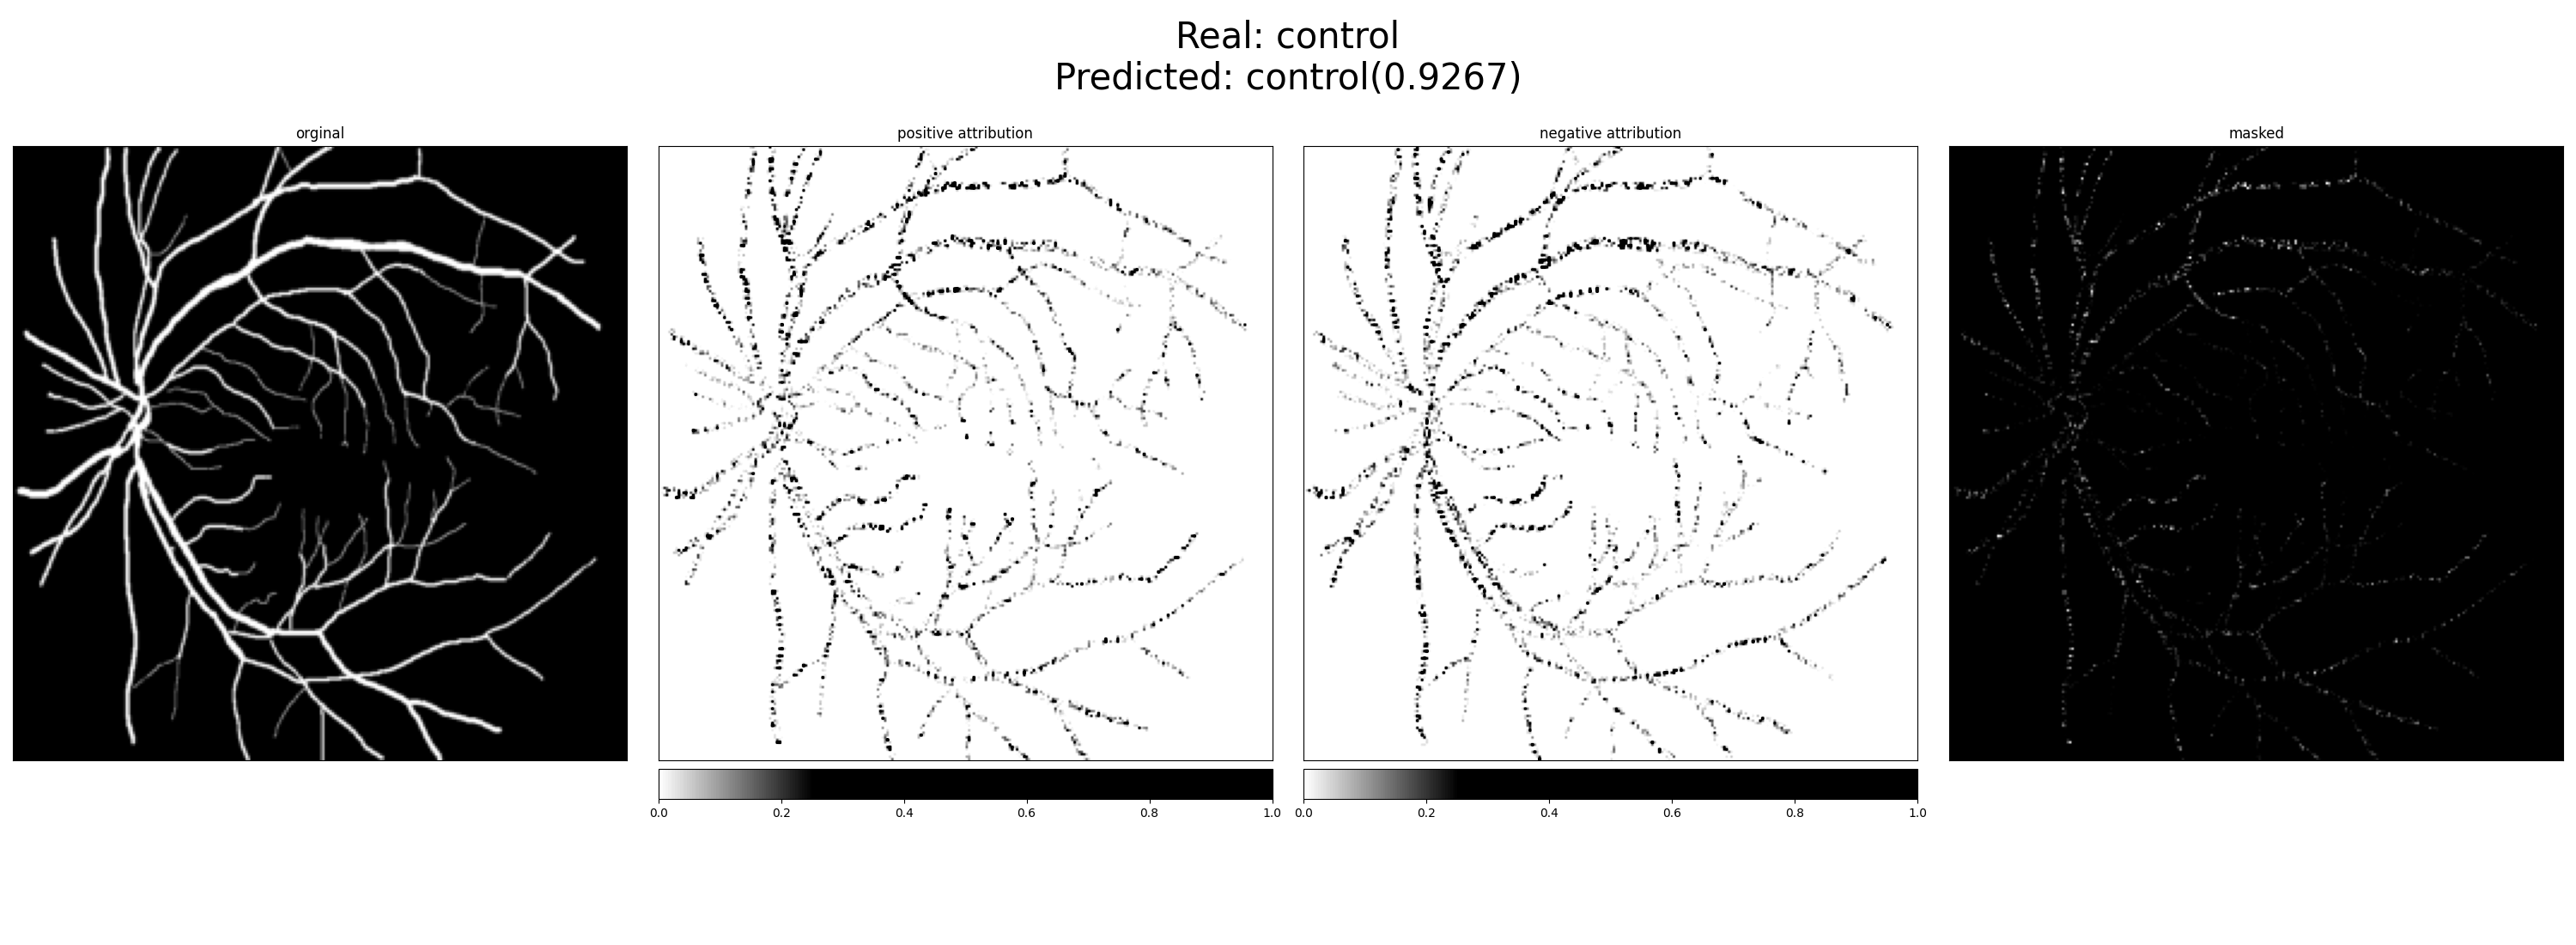 Real: control
Predicted: control(0.9267)
orginal
positive attribution
negative attribution
masked
0.0 0.2 0.4 0.6 0.8 1.0
0.0 0.2 0.4 0.6 0.8 1.0